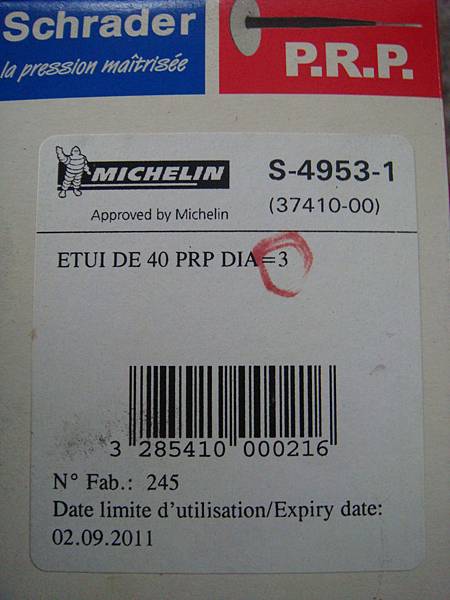 Schrader
la pression maîtrisée
P.R.P.
MICHELIN
S-4953-1
Approved by Michelin
(37410-00)
ETUI DE 40 PRP DIA=3
3 285410 000216
N° Fab.: 245
Date limite d'utilisation/Expiry date:
02.09.2011